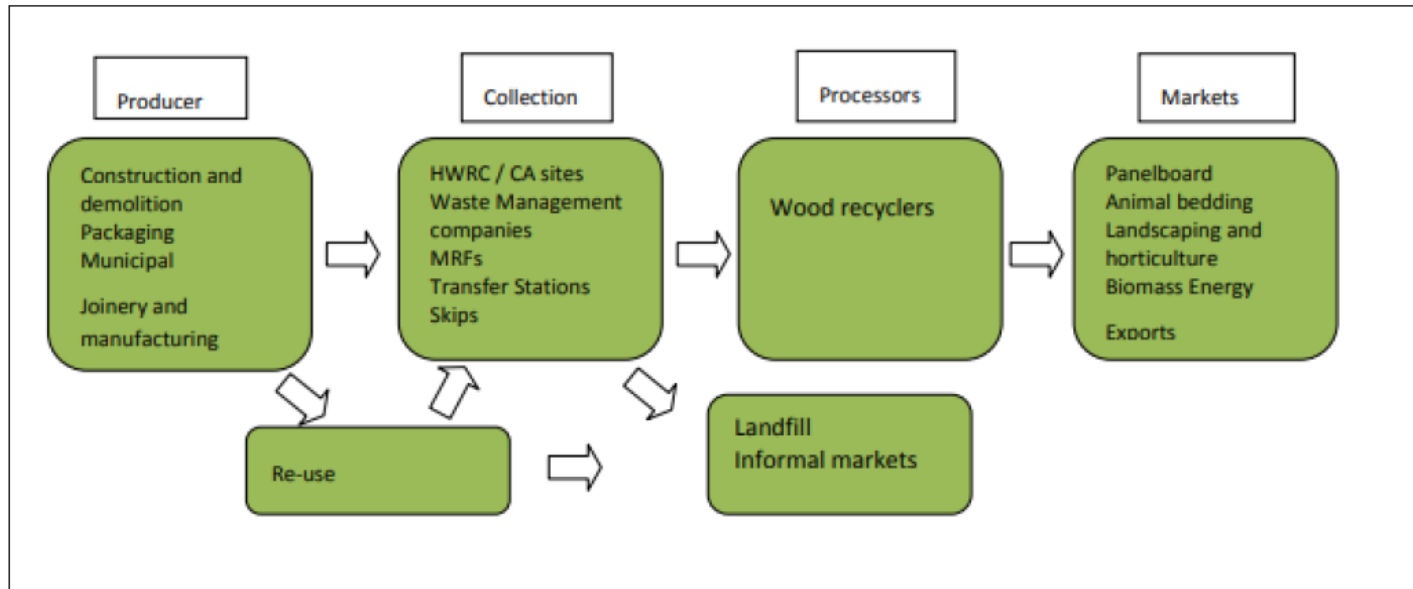 Producer
Collection
Processors
Markets
Construction and
demolition
Packaging
Municipal
Joinery and
manufacturing
HWRC / CA sites
Waste Management
companies
MRFs
Transfer Stations
Skips
Wood recyclers
Panelboard
Animal bedding
Landscaping and
horticulture
Biomass Energy
Exports
Re-use
Landfill
Informal markets